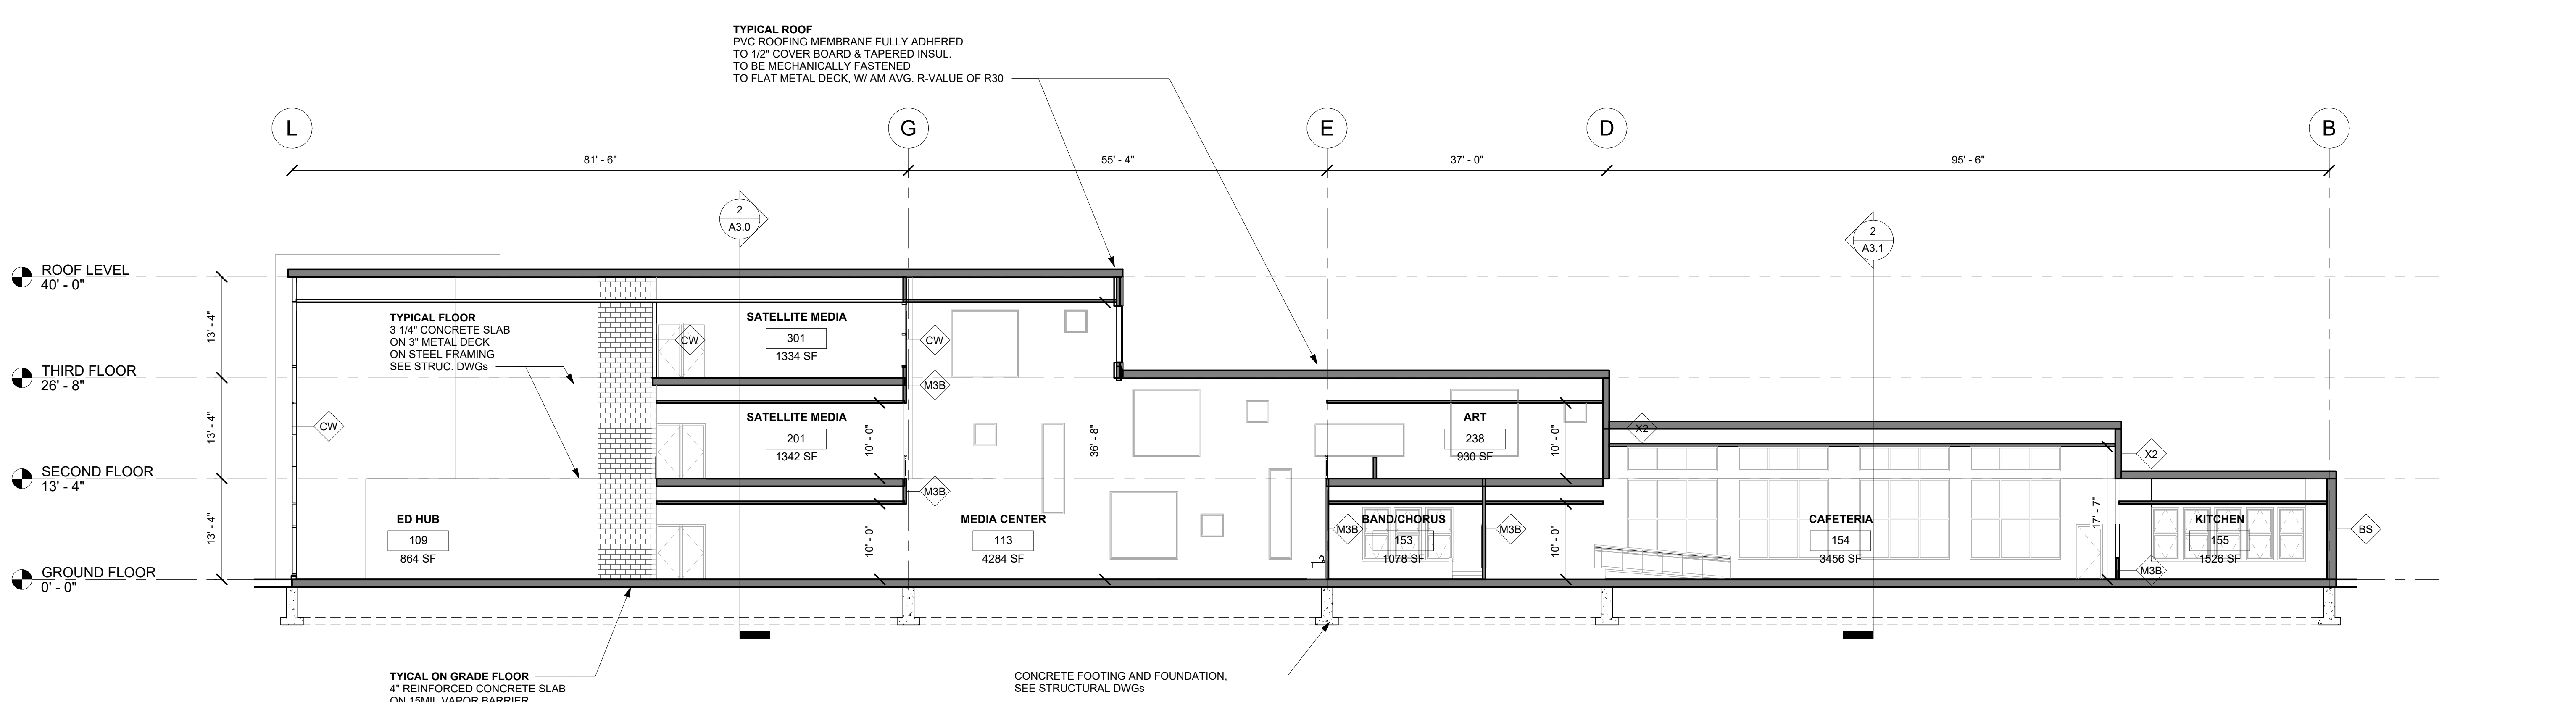 TYPICAL ROOF
PVC ROOFING MEMBRANE FULLY ADHERED
TO 1/2" COVER BOARD & TAPERED INSUL.
TO BE MECHANICALLY FASTENED
TO FLAT METAL DECK, W/ AM AVG. R-VALUE OF R30
L
G
E
D
B
81' - 6"
55' - 4"
37' - 0"
95' - 6"
2
A3.0
2
A3.1
ROOF LEVEL
40' - 0"
THIRD FLOOR
26' - 8"
SECOND FLOOR
13' - 4"
GROUND FLOOR
0' - 0"
13' - 4"
13' - 4"
13' - 4"
TYPICAL FLOOR
3 1/4" CONCRETE SLAB
ON 3" METAL DECK
ON STEEL FRAMING
SEE STRUC. DWGs
CW
CW
SATELLITE MEDIA
301
1334 SF
CW
M3B
SATELLITE MEDIA
201
1342 SF
10' - 0"
M3B
ED HUB
109
864 SF
10' - 0"
MEDIA CENTER
113
4284 SF
36' - 8"
ART
238
930 SF
10' - 0"
X2
X2
M3B
BAND/CHORUS
153
1078 SF
M3B
10' - 0"
CAFETERIA
154
3456 SF
17' - 7"
M3B
KITCHEN
155
1526 SF
BS
TYICAL ON GRADE FLOOR
4" REINFORCED CONCRETE SLAB
ON 15MIL VAPOR BARRIER
CONCRETE FOOTING AND FOUNDATION,
SEE STRUCTURAL DWGs